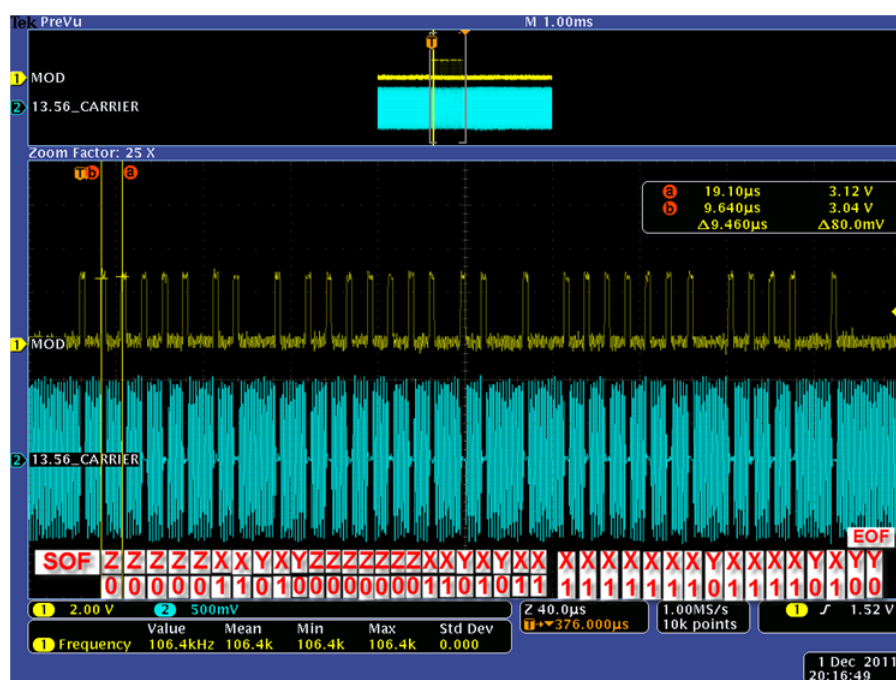 Tek PreVu M 1.00ms
T
1 MOD
2 13.56_CARRIER
Zoom Factor: 25 X
T b a
a 19.10µs 3.12 V
b 9.640µs 3.04 V
Δ9.460µs Δ80.0mV
1 MOD
2 13.56_CARRIER
EOF
SOF Z Z Z Z Z X X Y X Y Z Z Z Z Z Z X X Y X Y X X X X X X X X X Y X X X X Y X Y Y
0 0 0 0 0 1 1 0 1 0 0 0 0 0 0 0 1 1 0 1 0 1 1 1 1 1 1 1 1 1 0 1 1 1 1 0 1 0 0
1 2.00 V 2 500mV Z 40.0µs 1.00MS/s 1 1.52 V
T→▾376.000µs 10k points
Value Mean Min Max Std Dev
1 Frequency 106.4kHz 106.4k 106.4k 106.4k 0.000
1 Dec 2011
20:16:49